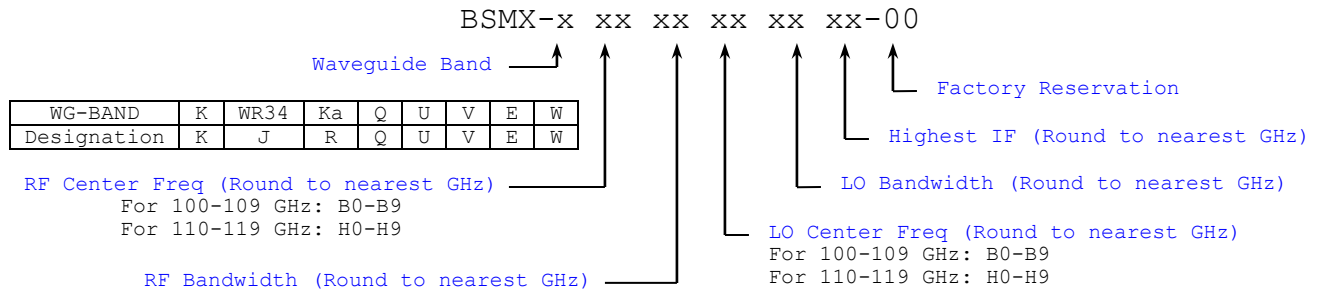 BSMX-x xx xx xx xx xx-00
Waveguide Band
Factory Reservation
WG-BAND K WR34 Ka Q U V E W
Designation K J R Q U V E W
Highest IF (Round to nearest GHz)
RF Center Freq (Round to nearest GHz)
For 100-109 GHz: B0-B9
For 110-119 GHz: H0-H9
LO Bandwidth (Round to nearest GHz)
LO Center Freq (Round to nearest GHz)
For 100-109 GHz: B0-B9
For 110-119 GHz: H0-H9
RF Bandwidth (Round to nearest GHz)